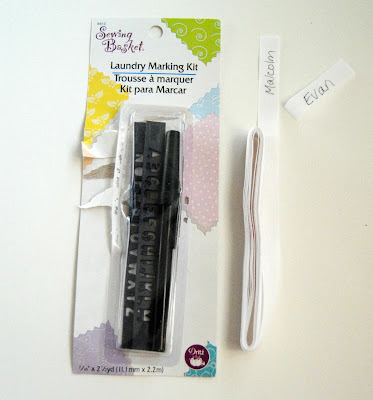 Sewing
Basket
Laundry Marking Kit
Trousse à marquer
Kit para Marcar
Malcolm
Evan
Dritz